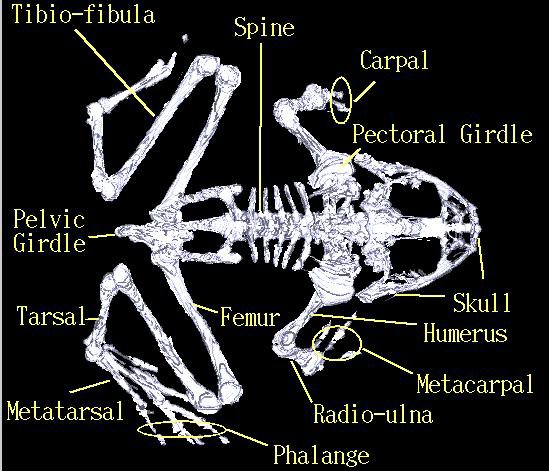 Tibio-fibula
Spine
Carpal
Pectoral Girdle
Pelvic
Girdle
Tarsal
Femur
Skull
Humerus
Metacarpal
Metatarsal
Radio-ulna
Phalange